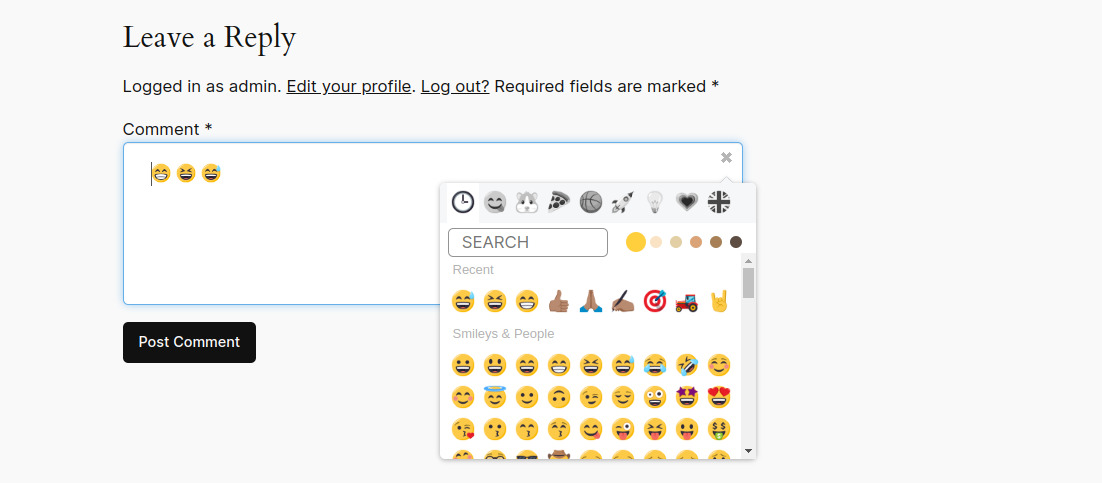 Leave a Reply
Logged in as admin. Edit your profile. Log out? Required fields are marked *
Comment *
😁 😆 😅
SEARCH
Recent
Smileys & People
Post Comment